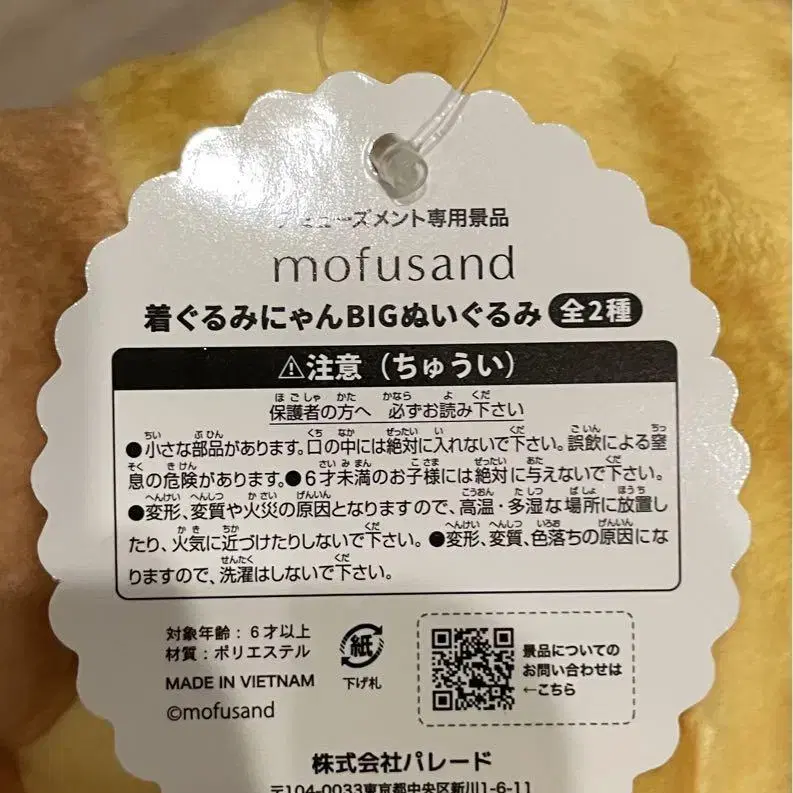 アミューズメント専用景品
mofusand
着ぐるみにゃんBIGぬいぐるみ 全2種
⚠注意（ちゅうい）
保護者の方へ 必ずお読み下さい
●小さな部品があります。口の中には絶対に入れないで下さい。誤飲による窒
息の危険があります。●6才未満のお子様には絶対に与えないで下さい。
●変形、変質や火災の原因となりますので、高温・多湿な場所に放置し
たり、火気に近づけたりしないで下さい。●変形、変質、色落ちの原因にな
りますので、洗濯はしないで下さい。
対象年齢：6才以上
材質：ポリエステル
MADE IN VIETNAM
©mofusand
紙
下げ札
景品についての
お問い合わせは
←こちら
株式会社パレード
〒104-0033東京都中央区新川1-6-11